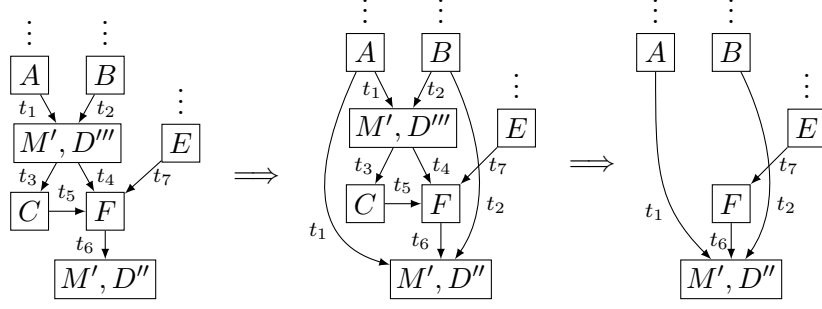 ⋮ ⋮
A B
⋮
t₁ t₂
M′, D‴ E
t₃ t₄ t₇
t₅
C F
t₆
M′, D″
⟹
⋮ ⋮
A B
⋮
t₁ t₂
M′, D‴ E
t₃ t₄ t₇
t₅
C F
t₁ t₆ t₂
M′, D″
⟹
⋮ ⋮
A B
⋮
E
t₇
F
t₁ t₆ t₂
M′, D″